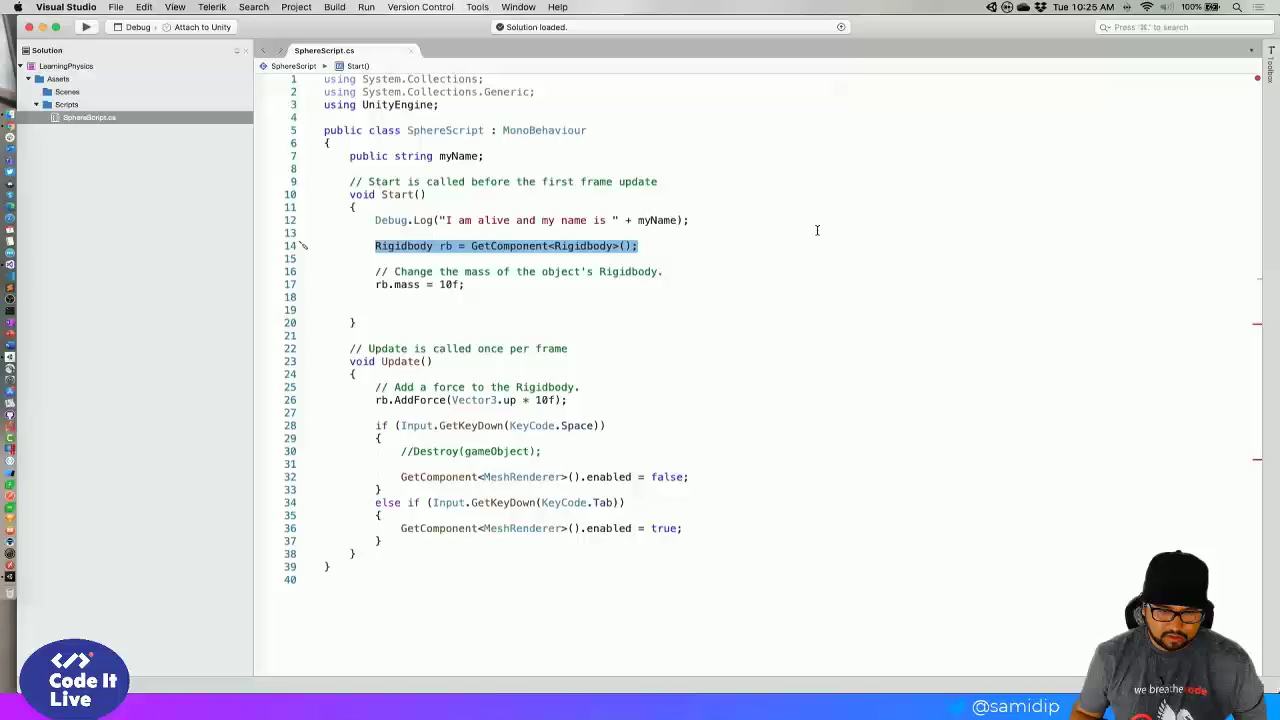 Visual Studio File Edit View Telerik Search Project Build Run Version Control Tools Window Help 100% Tue 10:25 AM
Debug Attach to Unity Solution loaded. Press '⌘.' to search
Solution SphereScript.cs
LearningPhysics SphereScript Start()
Assets
Scenes
Scripts
SphereScript.cs
Toolbox
1 using System.Collections;
2 using System.Collections.Generic;
3 using UnityEngine;
4
5 public class SphereScript : MonoBehaviour
6 {
7 public string myName;
8
9 // Start is called before the first frame update
10 void Start()
11 {
12 Debug.Log("I am alive and my name is " + myName);
13
14 Rigidbody rb = GetComponent<Rigidbody>();
15
16 // Change the mass of the object's Rigidbody.
17 rb.mass = 10f;
18
19
20 }
21
22 // Update is called once per frame
23 void Update()
24 {
25 // Add a force to the Rigidbody.
26 rb.AddForce(Vector3.up * 10f);
27
28 if (Input.GetKeyDown(KeyCode.Space))
29 {
30 //Destroy(gameObject);
31
32 GetComponent<MeshRenderer>().enabled = false;
33 }
34 else if (Input.GetKeyDown(KeyCode.Tab))
35 {
36 GetComponent<MeshRenderer>().enabled = true;
37 }
38 }
39 }
40
</> Code It
Live
we breathe code
@samidip